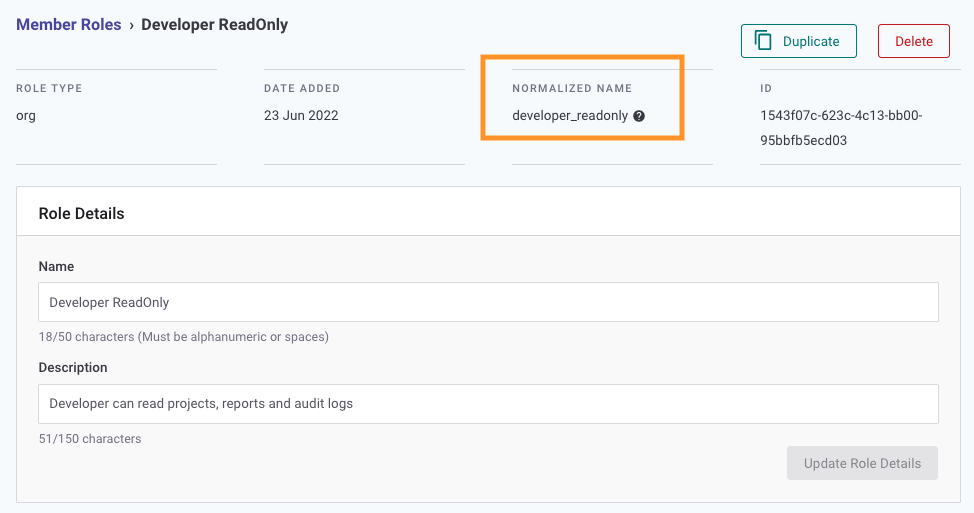 Member Roles › Developer ReadOnly
Duplicate
Delete
ROLE TYPE
org
DATE ADDED
23 Jun 2022
NORMALIZED NAME
developer_readonly ?
ID
1543f07c-623c-4c13-bb00-
95bbfb5ecd03
Role Details
Name
Developer ReadOnly
18/50 characters (Must be alphanumeric or spaces)
Description
Developer can read projects, reports and audit logs
51/150 characters
Update Role Details